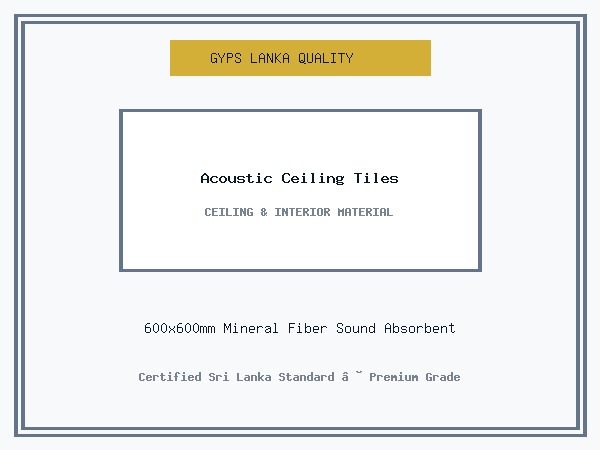 GYPS LANKA QUALITY
Acoustic Ceiling Tiles
CEILING & INTERIOR MATERIAL
600x600mm Mineral Fiber Sound Absorbent
Certified Sri Lanka Standard â ˘ Premium Grade